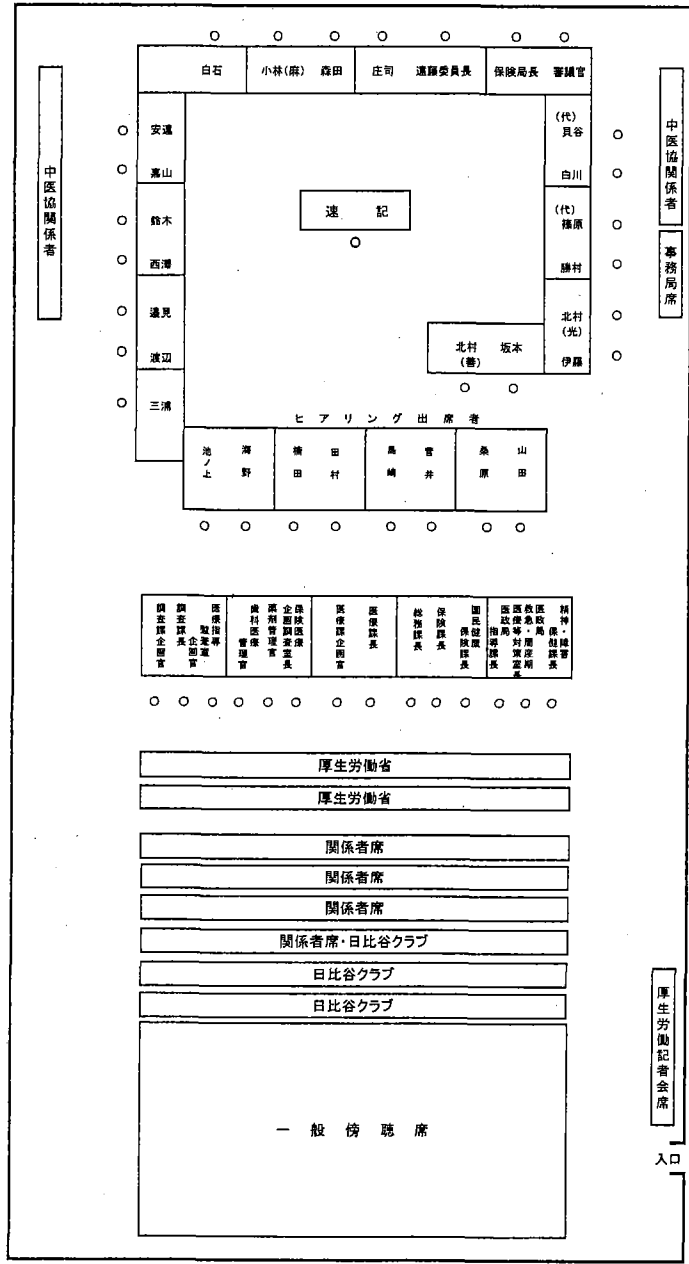 白石 小林(麻) 森田 庄司 遠藤委員長 保険局長 審議官
中医協関係者
安達
嘉山
鈴木
西澤
邉見
渡辺
三浦
速記
(代)
貝谷
白川
(代)
篠原
勝村
北村
(光)
伊藤
中医協関係者
事務局席
北村
(善)
坂本
ヒアリング出席者
池ノ上
海野
横田
田村
島崎
菅井
桑原
山田
調査課企画官
調査課長
医療指導
監査室
企画官
歯科医療
管理官
薬剤管理官
企画調査室長
保険医療
医療課企画官
医療課長
総務課長
保険課長
国民健康
保険課長
医政局
指導課長
医政局
救急・周産期
医療等対策室長
精神・障害
保健課長
厚生労働省
厚生労働省
関係者席
関係者席
関係者席
関係者席・日比谷クラブ
日比谷クラブ
日比谷クラブ
一般傍聴席
厚生労働記者会席
入口